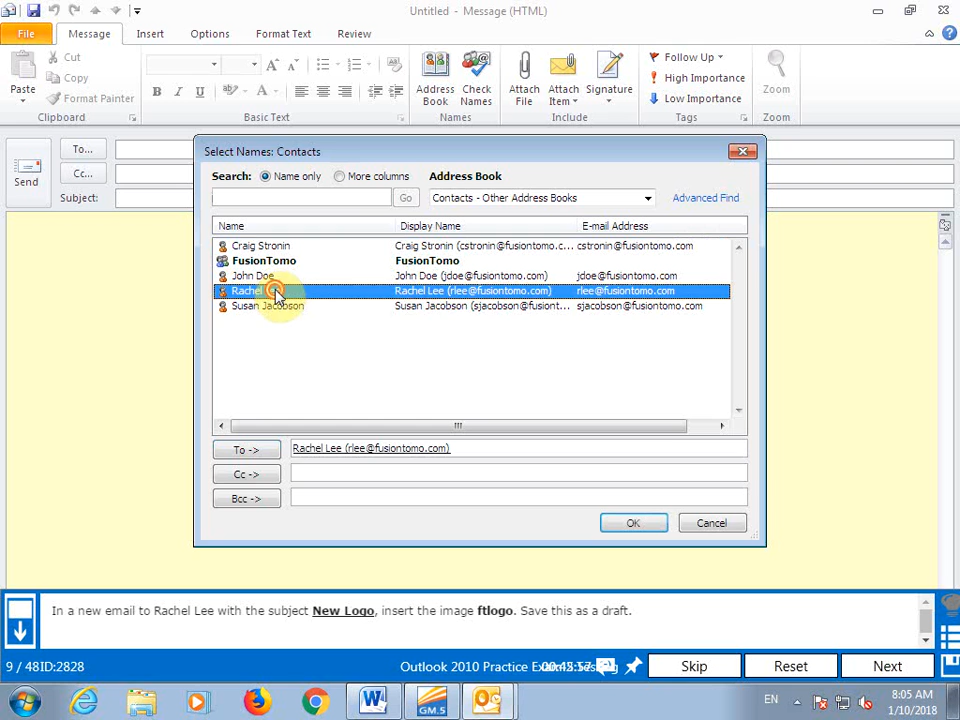 Untitled - Message (HTML)
File Message Insert Options Format Text Review
Paste
Cut
Copy
Format Painter
Clipboard
B I U
Basic Text
Address Book
Check Names
Names
Attach File
Attach Item
Signature
Include
Follow Up
High Importance
Low Importance
Tags
Zoom
Zoom
Send
To...
Cc...
Subject:
Select Names: Contacts
Search: Name only More columns Address Book
Go Contacts - Other Address Books Advanced Find
Name Display Name E-mail Address
Craig Stronin Craig Stronin (cstronin@fusiontomo.c... cstronin@fusiontomo.com
FusionTomo FusionTomo
John Doe John Doe (jdoe@fusiontomo.com) jdoe@fusiontomo.com
Rachel Rachel Lee (rlee@fusiontomo.com) rlee@fusiontomo.com
Susan Jacobson Susan Jacobson (sjacobson@fusiont... sjacobson@fusiontomo.com
To -> Rachel Lee (rlee@fusiontomo.com)
Cc ->
Bcc ->
OK Cancel
In a new email to Rachel Lee with the subject New Logo, insert the image ftlogo. Save this as a draft.
9 / 48ID:2828 Outlook 2010 Practice Skip Reset Next
GM.5
EN
8:05 AM
1/10/2018